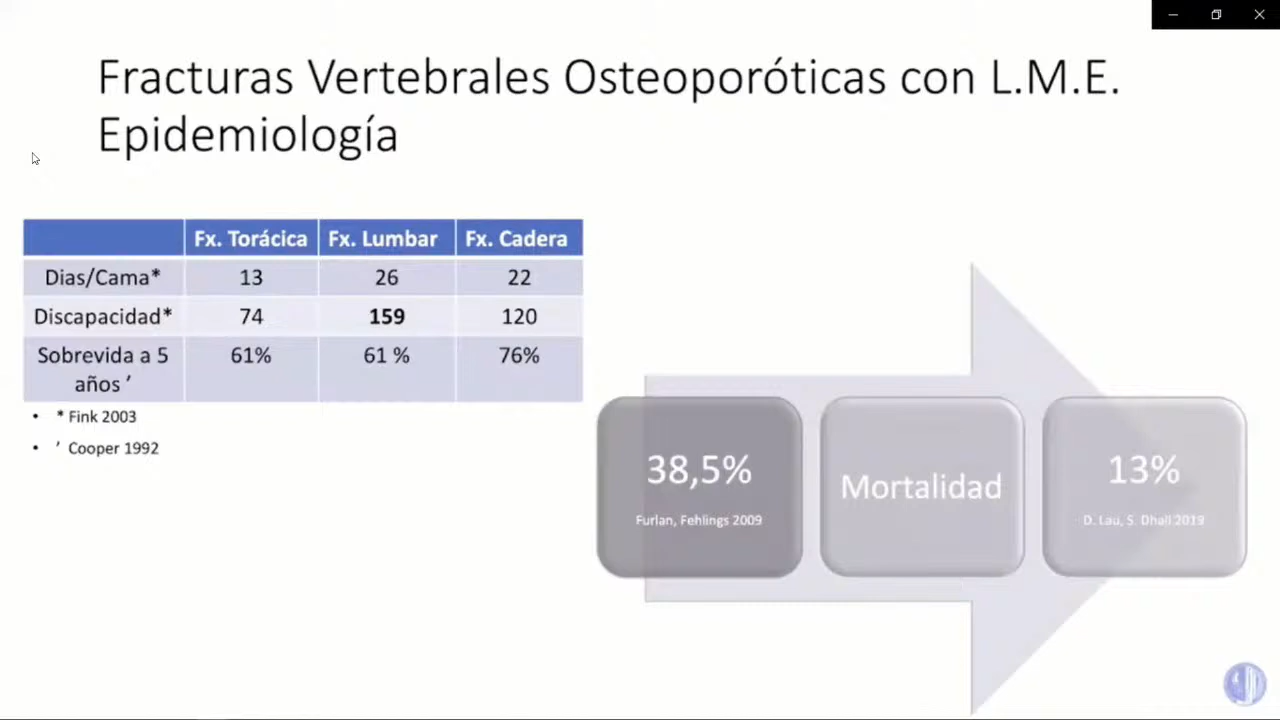 Fracturas Vertebrales Osteoporóticas con L.M.E.
Epidemiología
Fx. Torácica Fx. Lumbar Fx. Cadera
Dias/Cama* 13 26 22
Discapacidad* 74 159 120
Sobrevida a 5 61% 61 % 76%
años ’
• * Fink 2003
• ’ Cooper 1992
38,5%
Furlan, Fehlings 2009
Mortalidad
13%
D. Lau, S. Dhall 2019